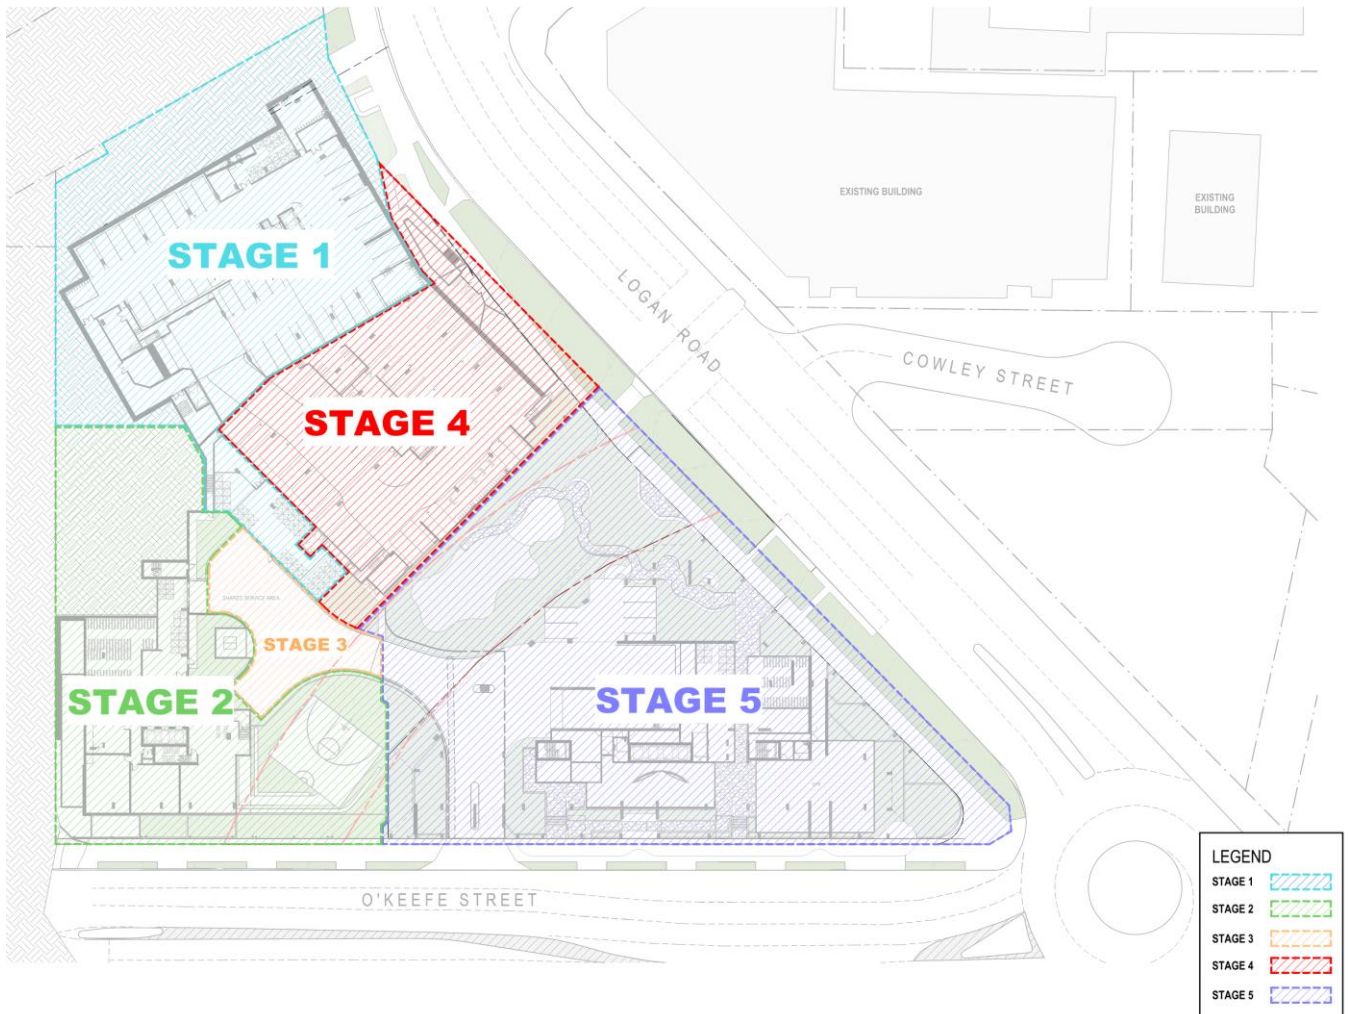 EXISTING BUILDING
EXISTING
BUILDING
STAGE 1
LOGAN ROAD
COWLEY STREET
STAGE 4
SHARED SERVICE AREA
STAGE 3
STAGE 2
STAGE 5
O'KEEFE STREET
LEGEND
STAGE 1
STAGE 2
STAGE 3
STAGE 4
STAGE 5